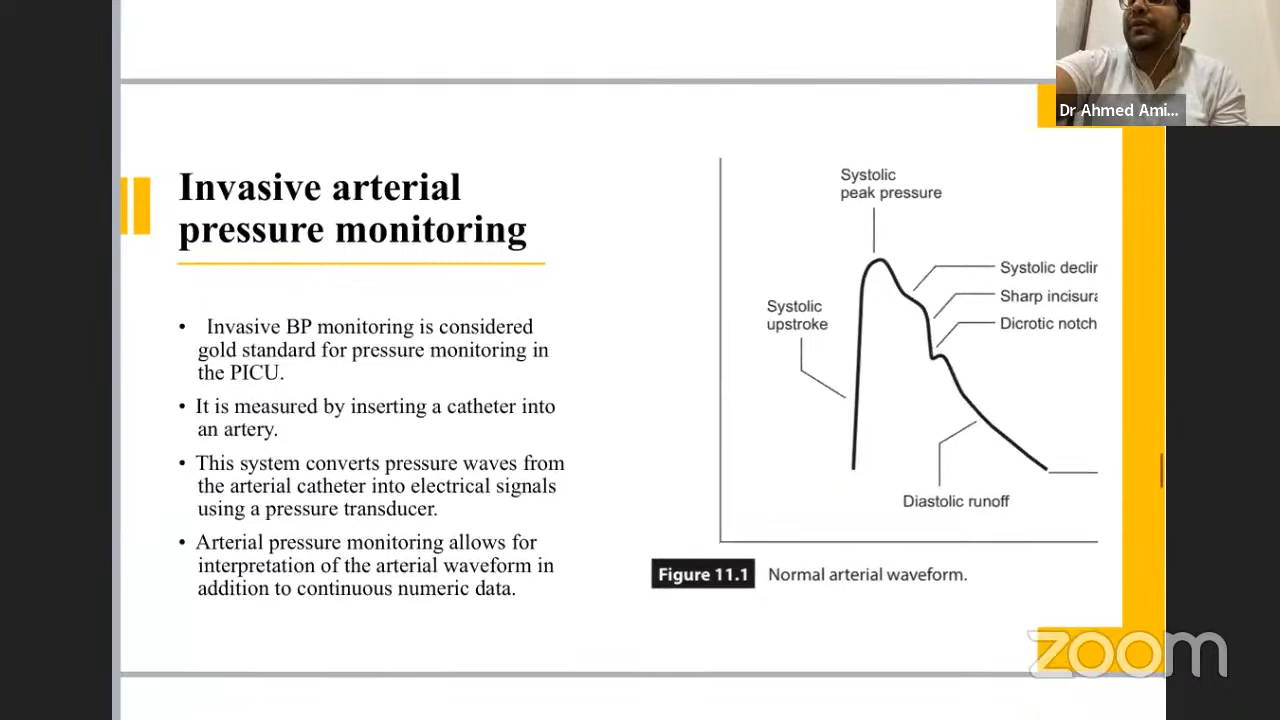 Dr Ahmed Ami...
Invasive arterial
pressure monitoring
• Invasive BP monitoring is considered
gold standard for pressure monitoring in
the PICU.
• It is measured by inserting a catheter into
an artery.
• This system converts pressure waves from
the arterial catheter into electrical signals
using a pressure transducer.
• Arterial pressure monitoring allows for
interpretation of the arterial waveform in
addition to continuous numeric data.
Systolic
peak pressure
Systolic declin
Sharp incisura
Dicrotic notch
Systolic
upstroke
Diastolic runoff
Figure 11.1 Normal arterial waveform.
zoom